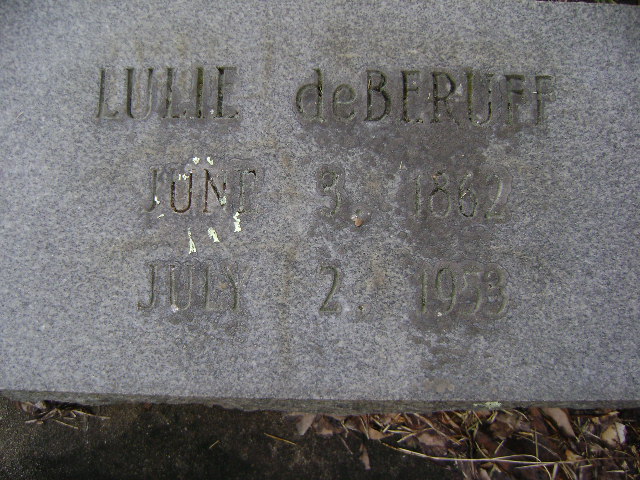 LULIE deBERUFF
JUNE 3, 1862
JULY 2, 1953